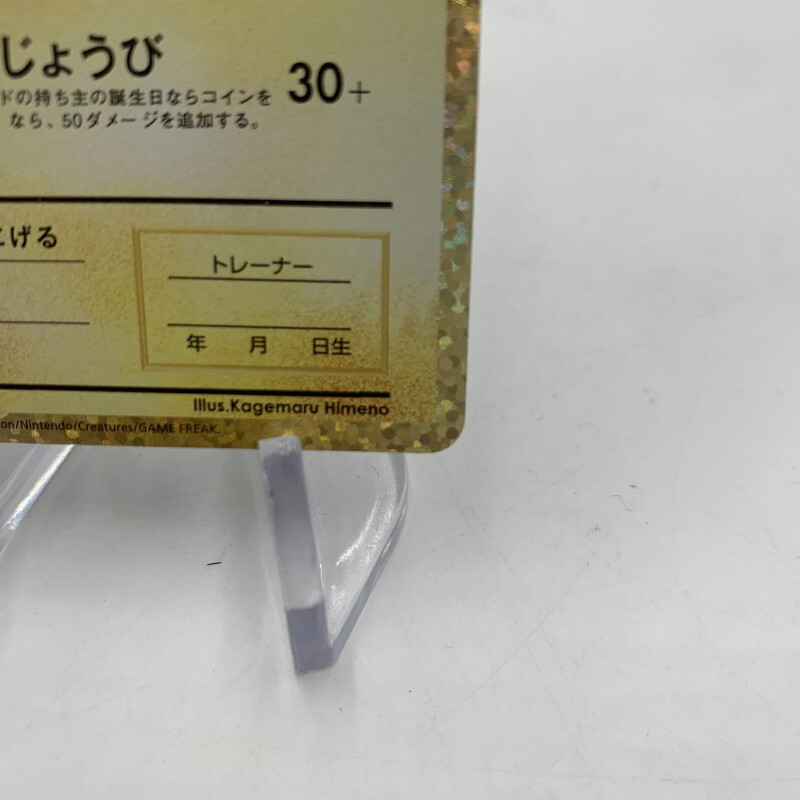 じょうび
ドの持ち主の誕生日ならコインを 30+
なら、50ダメージを追加する。
げる
トレーナー
年 月 日生
Illus.Kagemaru Himeno
on/Nintendo/Creatures/GAME FREAK.